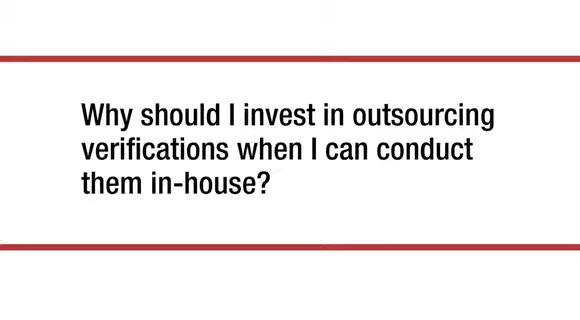 Why should I invest in outsourcing
verifications when I can conduct
them in-house?